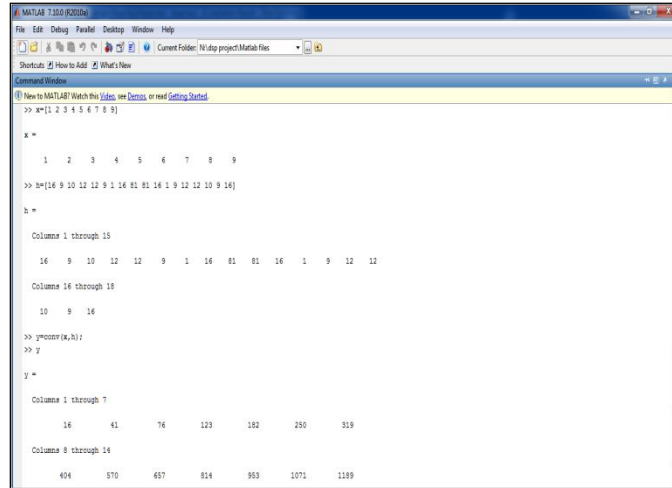 MATLAB 7.10.0 (R2010a)
File Edit Debug Parallel Desktop Window Help
Current Folder: N:\dsp project\Matlab files
Shortcuts How to Add What's New
Command Window
New to MATLAB? Watch this Video, see Demos, or read Getting Started.
>> x=[1 2 3 4 5 6 7 8 9]
x =
1 2 3 4 5 6 7 8 9
>> h=[16 9 10 12 12 9 1 16 81 81 16 1 9 12 12 10 9 16]
h =
Columns 1 through 15
16 9 10 12 12 9 1 16 81 81 16 1 9 12 12
Columns 16 through 18
10 9 16
>> y=conv(x,h);
>> y
y =
Columns 1 through 7
16 41 76 123 182 250 319
Columns 8 through 14
404 570 657 814 953 1071 1189